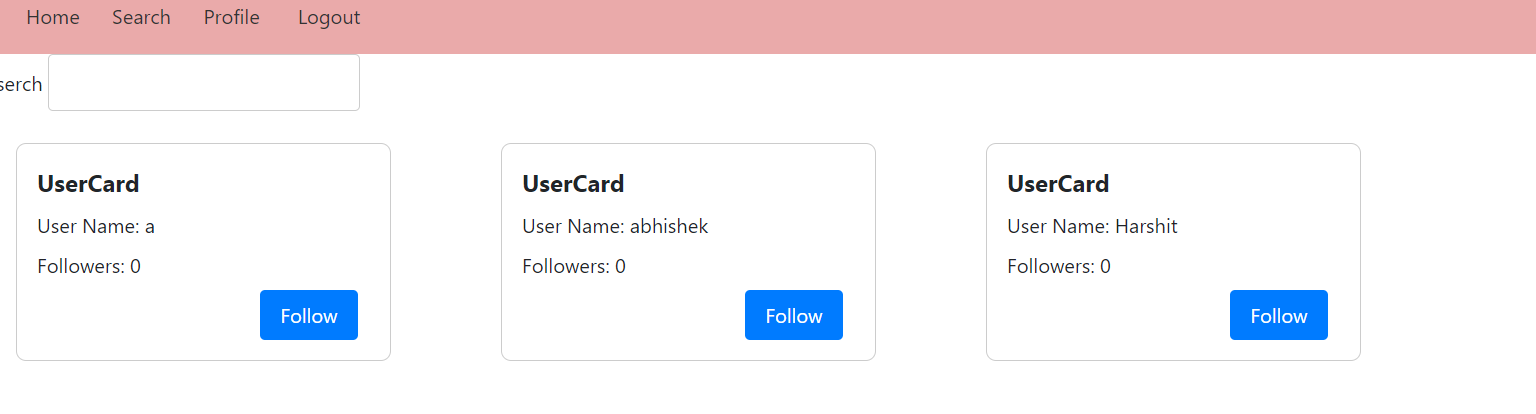 Home Search Profile Logout
serch
UserCard
User Name: a
Followers: 0
Follow
UserCard
User Name: abhishek
Followers: 0
Follow
UserCard
User Name: Harshit
Followers: 0
Follow